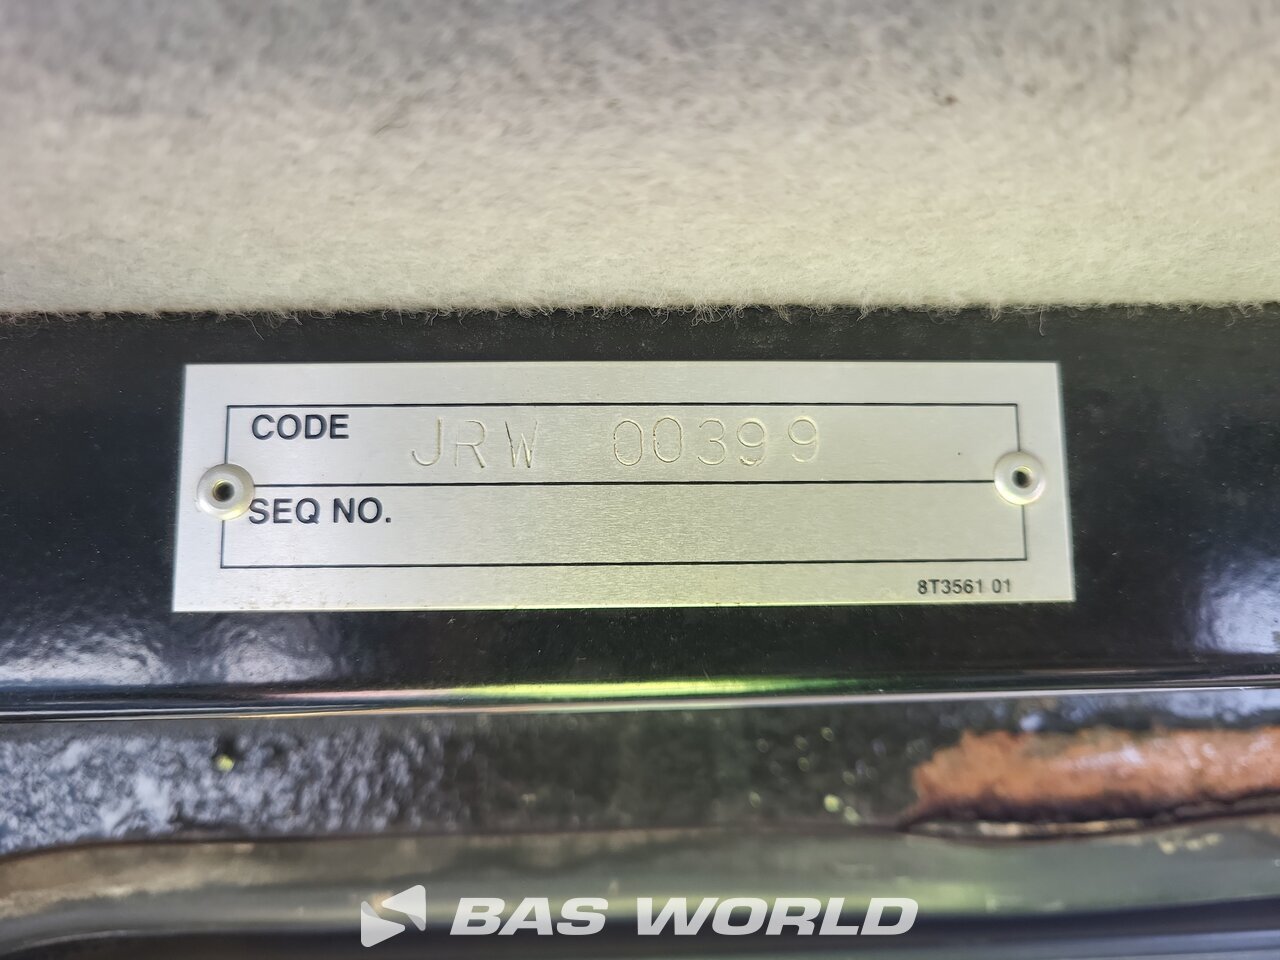 CODE JRW 00399
SEQ NO.
8T3561 01
BAS WORLD